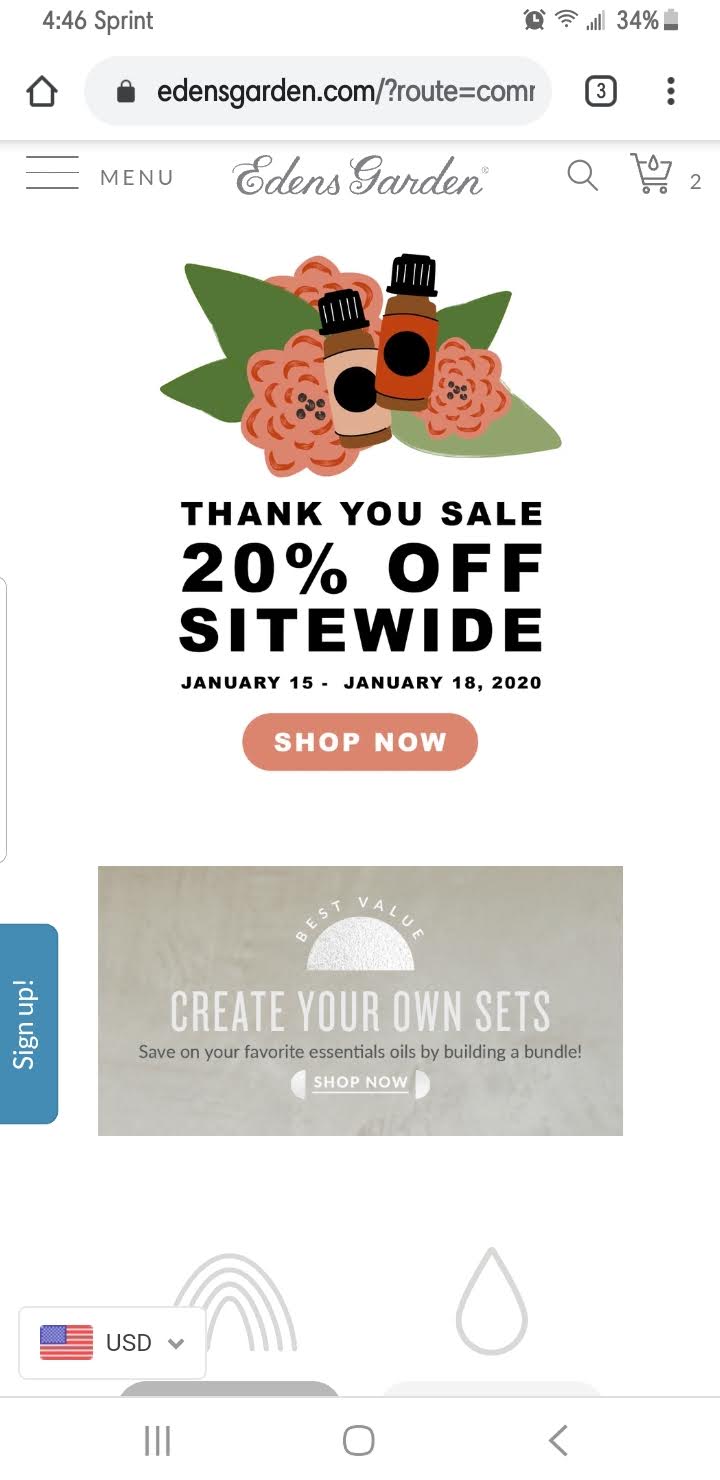 4:46 Sprint 34%
edensgarden.com/?route=comr 3
MENU Edens Garden® 2
THANK YOU SALE
20% OFF
SITEWIDE
JANUARY 15 - JANUARY 18, 2020
SHOP NOW
BEST VALUE
CREATE YOUR OWN SETS
Save on your favorite essentials oils by building a bundle!
SHOP NOW
Sign up!
USD